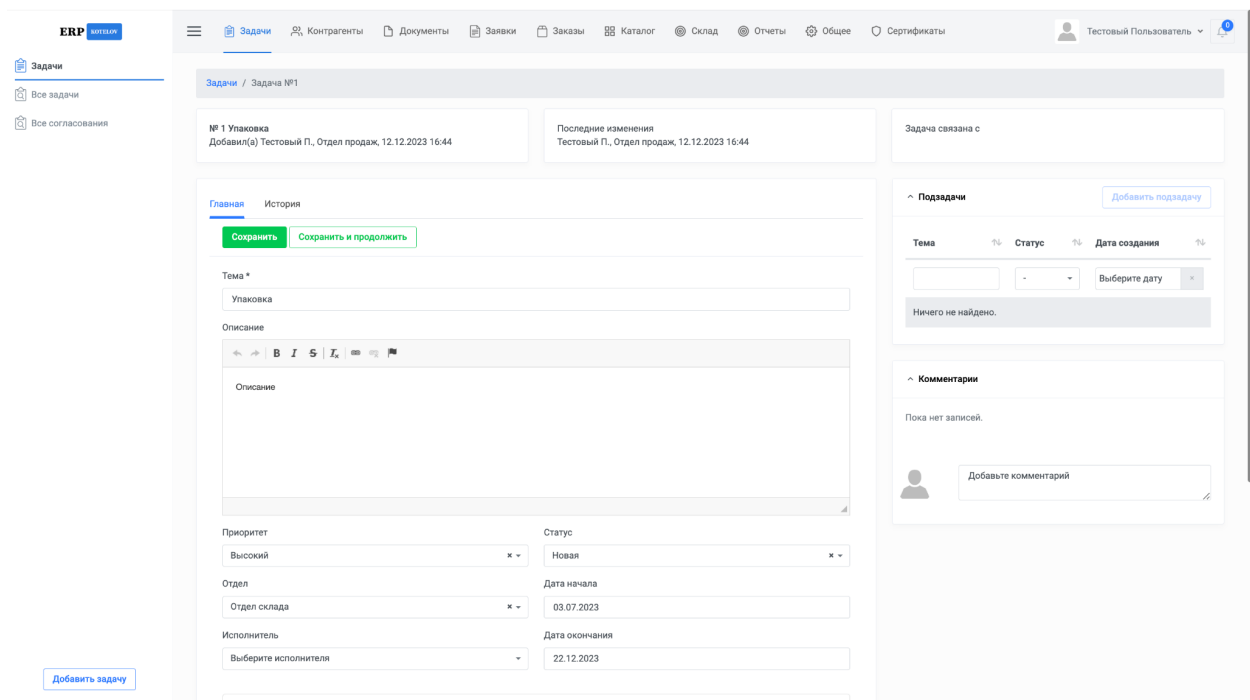 ERP KOTELOV
Задачи Контрагенты Документы Заявки Заказы Каталог Склад Отчеты Общее Сертификаты Тестовый Пользователь 0
Задачи
Все задачи
Все согласования
Добавить задачу
Задачи / Задача №1
№ 1 Упаковка
Добавил(а) Тестовый П., Отдел продаж, 12.12.2023 16:44
Последние изменения
Тестовый П., Отдел продаж, 12.12.2023 16:44
Задача связана с
Главная История
Сохранить Сохранить и продолжить
Тема *
Упаковка
Описание
B I S Tx
Описание
Приоритет Статус
Высокий × Новая ×
Отдел Дата начала
Отдел склада × 03.07.2023
Исполнитель Дата окончания
Выберите исполнителя 22.12.2023
Подзадачи Добавить подзадачу
Тема Статус Дата создания
- Выберите дату ×
Ничего не найдено.
Комментарии
Пока нет записей.
Добавьте комментарий